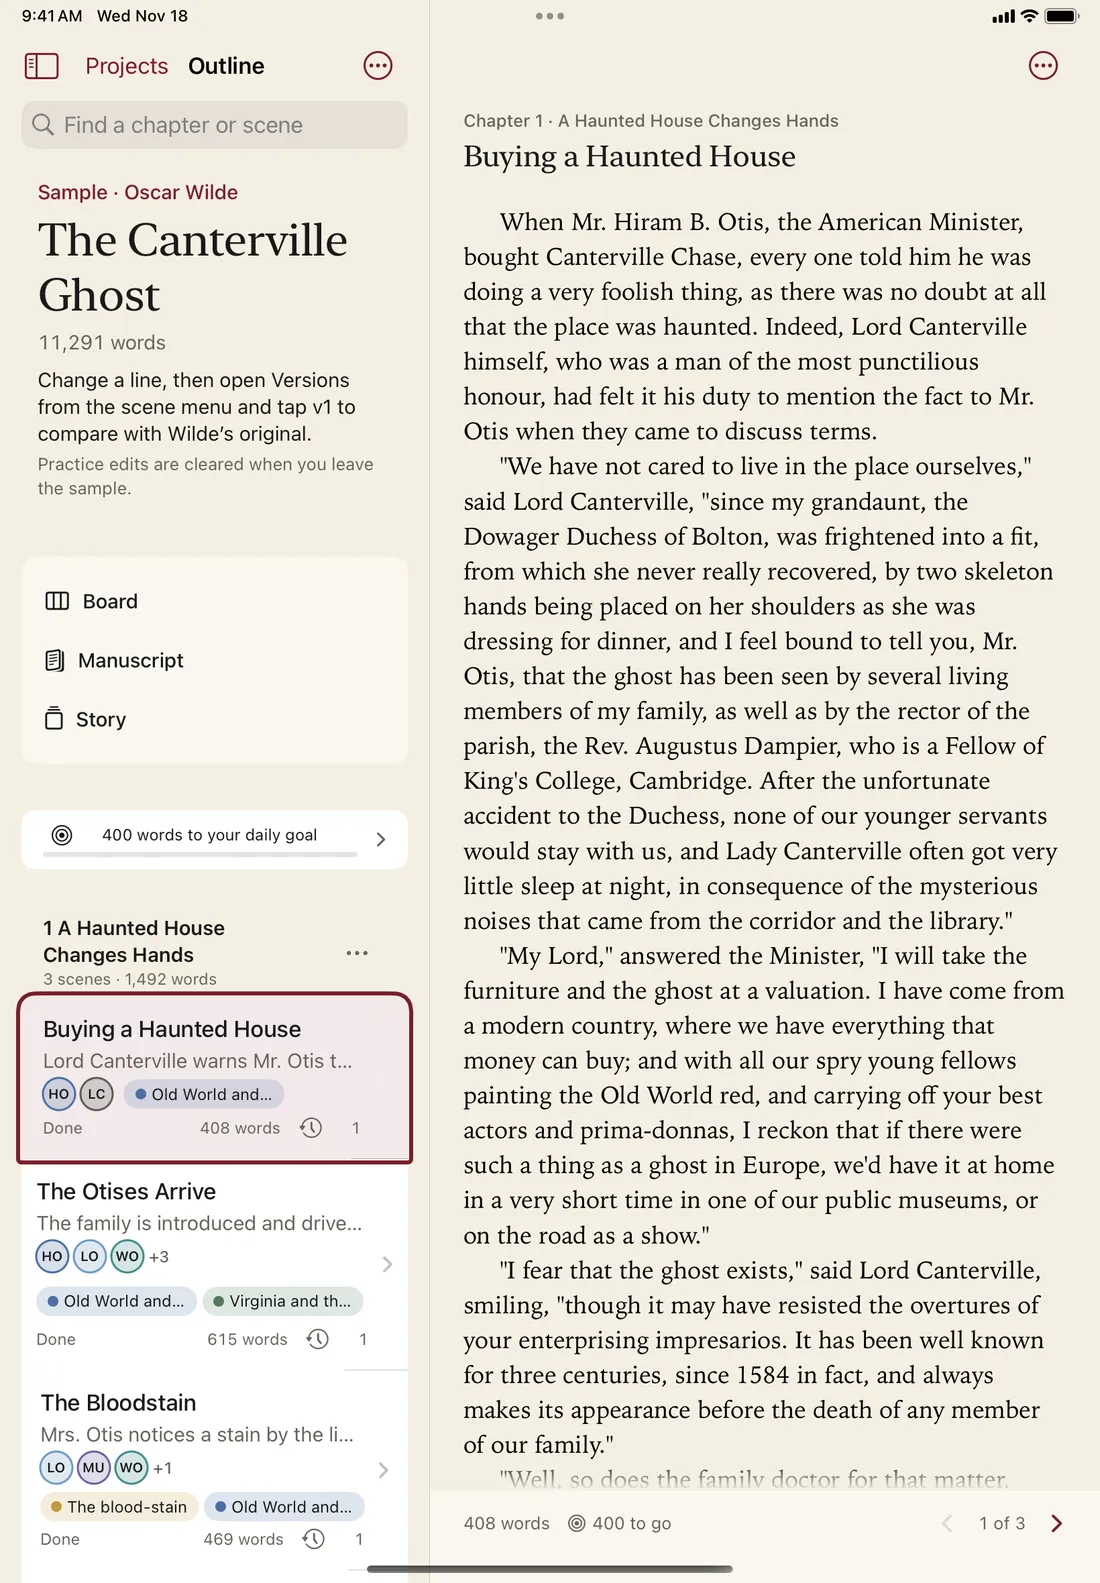 9:41 AM Wed Nov 18
Projects Outline
Find a chapter or scene
Sample · Oscar Wilde
The Canterville
Ghost
11,291 words
Change a line, then open Versions
from the scene menu and tap v1 to
compare with Wilde’s original.
Practice edits are cleared when you leave
the sample.
Board
Manuscript
Story
400 words to your daily goal
1 A Haunted House
Changes Hands
3 scenes · 1,492 words
Buying a Haunted House
Lord Canterville warns Mr. Otis t...
HO LC Old World and...
Done 408 words 1
The Otises Arrive
The family is introduced and drive...
HO LO WO +3
Old World and... Virginia and th...
Done 615 words 1
The Bloodstain
Mrs. Otis notices a stain by the li...
LO MU WO +1
The blood-stain Old World and...
Done 469 words 1
Chapter 1 · A Haunted House Changes Hands
Buying a Haunted House
When Mr. Hiram B. Otis, the American Minister,
bought Canterville Chase, every one told him he was
doing a very foolish thing, as there was no doubt at all
that the place was haunted. Indeed, Lord Canterville
himself, who was a man of the most punctilious
honour, had felt it his duty to mention the fact to Mr.
Otis when they came to discuss terms.
"We have not cared to live in the place ourselves,"
said Lord Canterville, "since my grandaunt, the
Dowager Duchess of Bolton, was frightened into a fit,
from which she never really recovered, by two skeleton
hands being placed on her shoulders as she was
dressing for dinner, and I feel bound to tell you, Mr.
Otis, that the ghost has been seen by several living
members of my family, as well as by the rector of the
parish, the Rev. Augustus Dampier, who is a Fellow of
King's College, Cambridge. After the unfortunate
accident to the Duchess, none of our younger servants
would stay with us, and Lady Canterville often got very
little sleep at night, in consequence of the mysterious
noises that came from the corridor and the library."
"My Lord," answered the Minister, "I will take the
furniture and the ghost at a valuation. I have come from
a modern country, where we have everything that
money can buy; and with all our spry young fellows
painting the Old World red, and carrying off your best
actors and prima-donnas, I reckon that if there were
such a thing as a ghost in Europe, we'd have it at home
in a very short time in one of our public museums, or
on the road as a show."
"I fear that the ghost exists," said Lord Canterville,
smiling, "though it may have resisted the overtures of
your enterprising impresarios. It has been well known
for three centuries, since 1584 in fact, and always
makes its appearance before the death of any member
of our family."
"Well, so does the family doctor for that matter,
408 words 400 to go 1 of 3